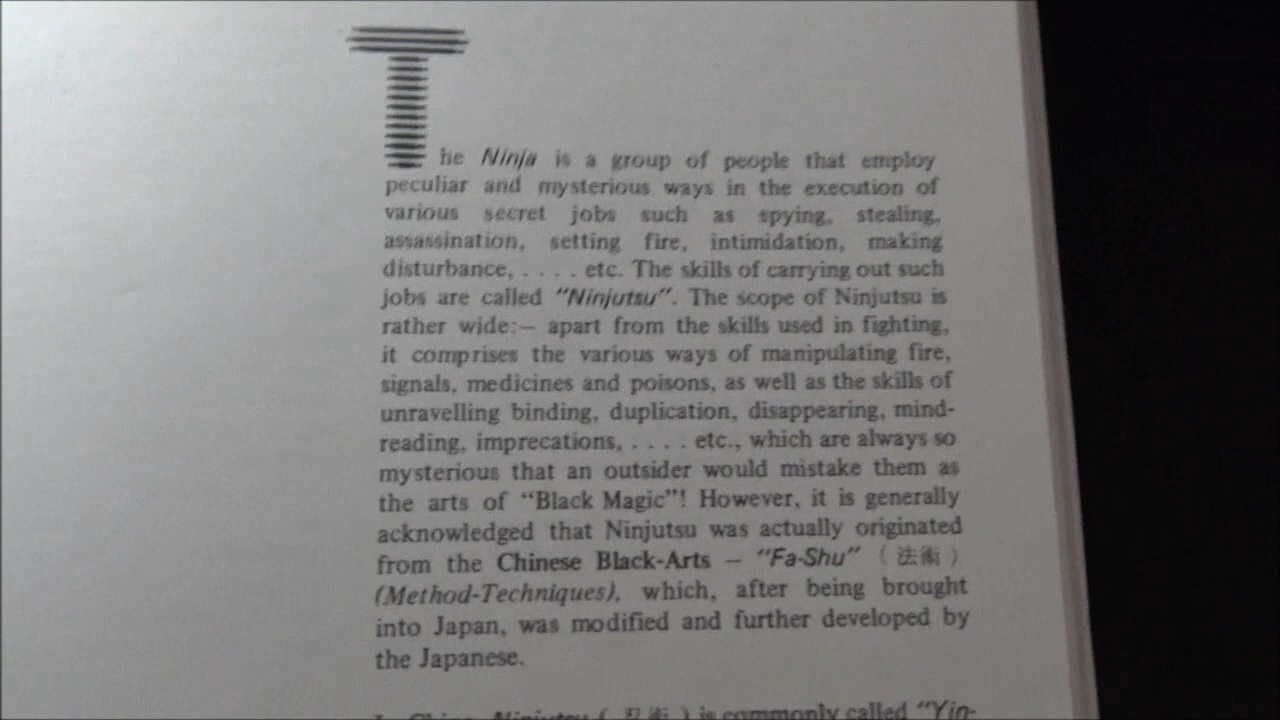 The Ninja is a group of people that employ
peculiar and mysterious ways in the execution of
various secret jobs such as spying, stealing,
assassination, setting fire, intimidation, making
disturbance, . . . . etc. The skills of carrying out such
jobs are called "Ninjutsu". The scope of Ninjutsu is
rather wide:— apart from the skills used in fighting,
it comprises the various ways of manipulating fire,
signals, medicines and poisons, as well as the skills of
unravelling binding, duplication, disappearing, mind-
reading, imprecations, . . . . etc., which are always so
mysterious that an outsider would mistake them as
the arts of "Black Magic"! However, it is generally
acknowledged that Ninjutsu was actually originated
from the Chinese Black-Arts — "Fa-Shu" (法術)
(Method-Techniques), which, after being brought
into Japan, was modified and further developed by
the Japanese.
In China, Ninjutsu (忍術) is commonly called "Yin-